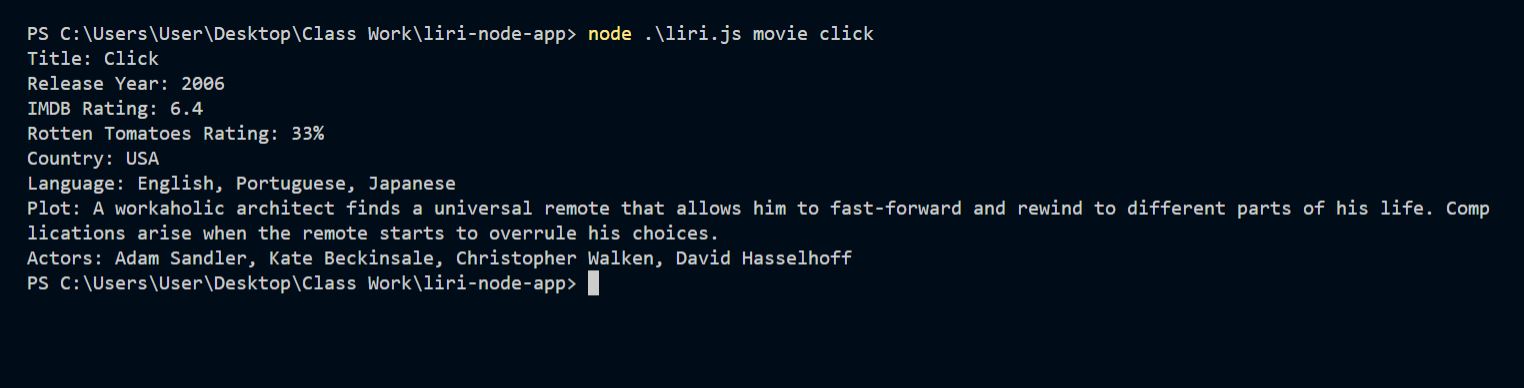 PS C:\Users\User\Desktop\Class Work\liri-node-app> node .\liri.js movie click
Title: Click
Release Year: 2006
IMDB Rating: 6.4
Rotten Tomatoes Rating: 33%
Country: USA
Language: English, Portuguese, Japanese
Plot: A workaholic architect finds a universal remote that allows him to fast-forward and rewind to different parts of his life. Comp
lications arise when the remote starts to overrule his choices.
Actors: Adam Sandler, Kate Beckinsale, Christopher Walken, David Hasselhoff
PS C:\Users\User\Desktop\Class Work\liri-node-app>